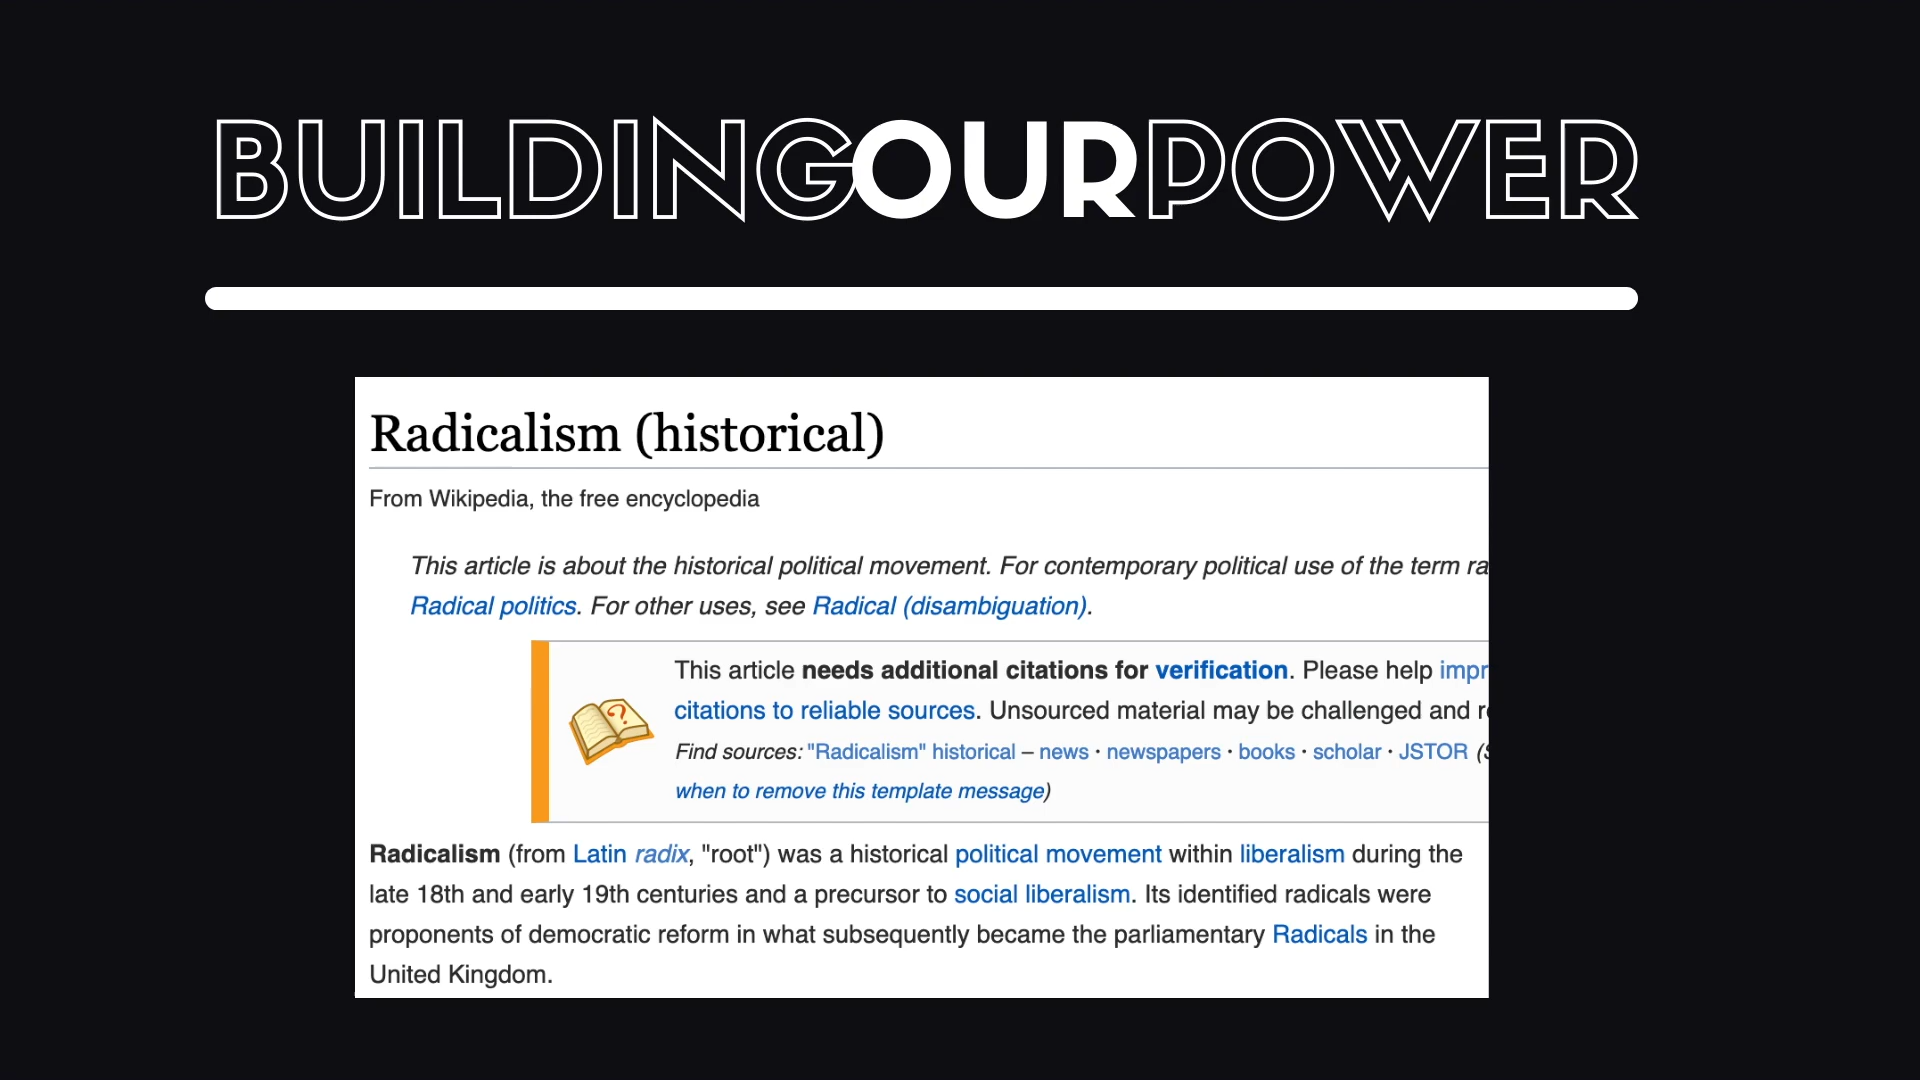 BUILDINGOURPOWER
Radicalism (historical)
From Wikipedia, the free encyclopedia
This article is about the historical political movement. For contemporary political use of the term ra
Radical politics. For other uses, see Radical (disambiguation).
This article needs additional citations for verification. Please help impr
citations to reliable sources. Unsourced material may be challenged and r
Find sources: "Radicalism" historical – news · newspapers · books · scholar · JSTOR (
when to remove this template message)
Radicalism (from Latin radix, "root") was a historical political movement within liberalism during the
late 18th and early 19th centuries and a precursor to social liberalism. Its identified radicals were
proponents of democratic reform in what subsequently became the parliamentary Radicals in the
United Kingdom.